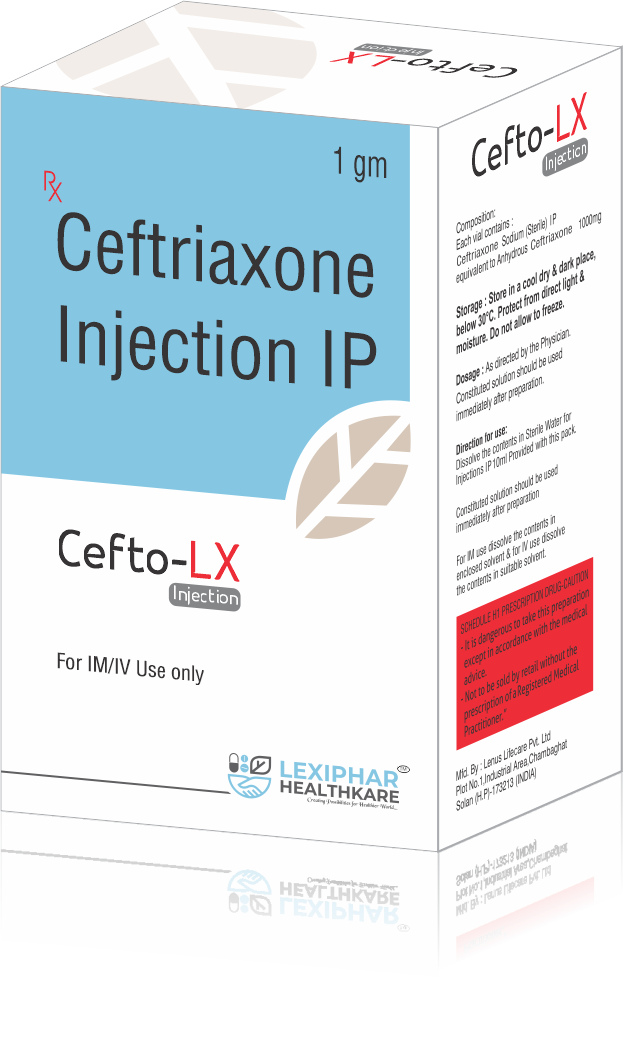 Cefto-LX
Injection
1 gm
Rx
Ceftriaxone
Injection IP
Cefto-LX
Injection
For IM/IV Use only
LEXIPHAR
HEALTHKARE
Creating Possibilities for Healthier World...
TM
Cefto-LX
Injection
Composition:
Each vial contains :
Ceftriaxone Sodium (Sterile) IP
equivalent to Anhydrous Ceftriaxone 1000mg
Storage : Store in a cool dry & dark place,
below 30°C. Protect from direct light &
moisture. Do not allow to freeze.
Dosage : As directed by the Physician.
Constituted solution should be used
immediately after preparation.
Direction for use:
Dissolve the contents in Sterile Water for
Injections IP 10ml Provided with this pack.
Constituted solution should be used
immediately after preparation
For IM use dissolve the contents in
enclosed solvent & for IV use dissolve
the contents in suitable solvent.
SCHEDULE H1 PRESCRIPTION DRUG-CAUTION
- It is dangerous to take this preparation
except in accordance with the medical
advice.
- Not to be sold by retail without the
prescription of a Registered Medical
Practitioner."
Mfd. By : Lenus Lifecare Pvt. Ltd
Plot No.1,Industrial Area,Chambaghat
Solan (H.P)-173213 (INDIA)